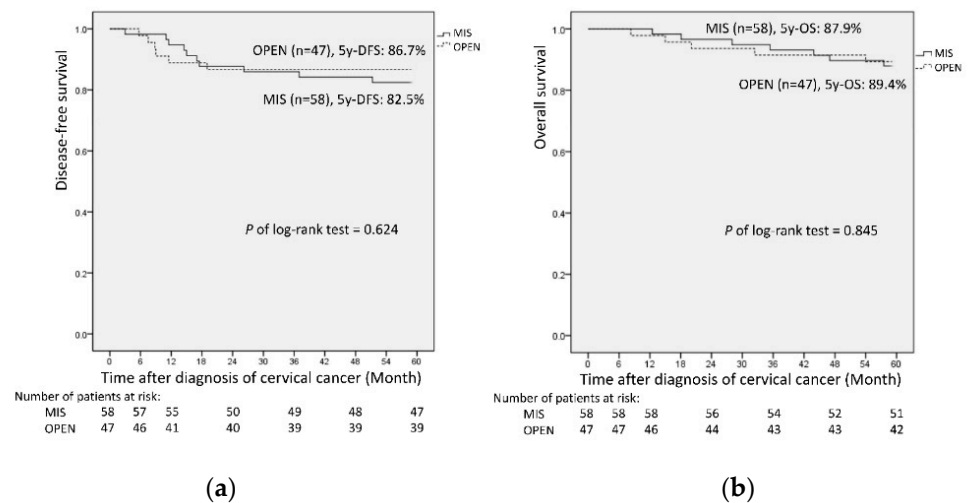 MIS
OPEN
OPEN (n=47), 5y-DFS: 86.7%
MIS (n=58), 5y-DFS: 82.5%
P of log-rank test = 0.624
Disease-free survival
1.0
0.8
0.6
0.4
0.2
0.0
0 6 12 18 24 30 36 42 48 54 60
Time after diagnosis of cervical cancer (Month)
Number of patients at risk:
MIS 58 57 55 50 49 48 47
OPEN 47 46 41 40 39 39 39
(a)
MIS (n=58), 5y-OS: 87.9%
MIS
OPEN
OPEN (n=47), 5y-OS: 89.4%
P of log-rank test = 0.845
Overall survival
1.0
0.8
0.6
0.4
0.2
0.0
0 6 12 18 24 30 36 42 48 54 60
Time after diagnosis of cervical cancer (Month)
Number of patients at risk:
MIS 58 58 58 56 54 52 51
OPEN 47 47 46 44 43 43 42
(b)